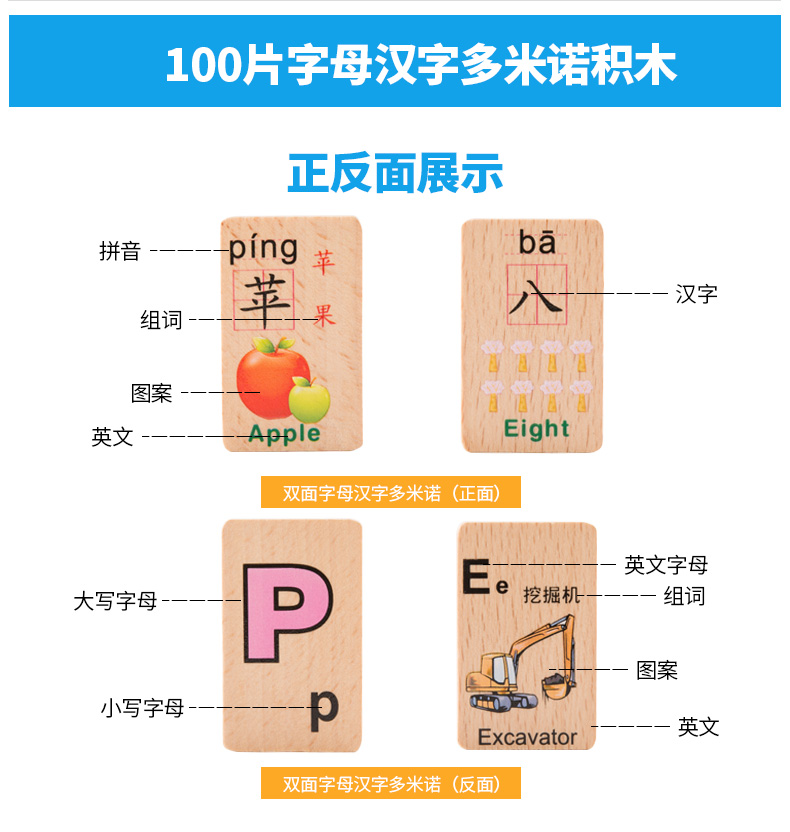 100片字母汉字多米诺积木
正反面展示
拼音
píng
苹
苹
果
组词
图案
英文
Apple
bā
八
汉字
Eight
双面字母汉字多米诺（正面）
大写字母
P
小写字母
p
E e
英文字母
挖掘机
组词
图案
Excavator
英文
双面字母汉字多米诺（反面）